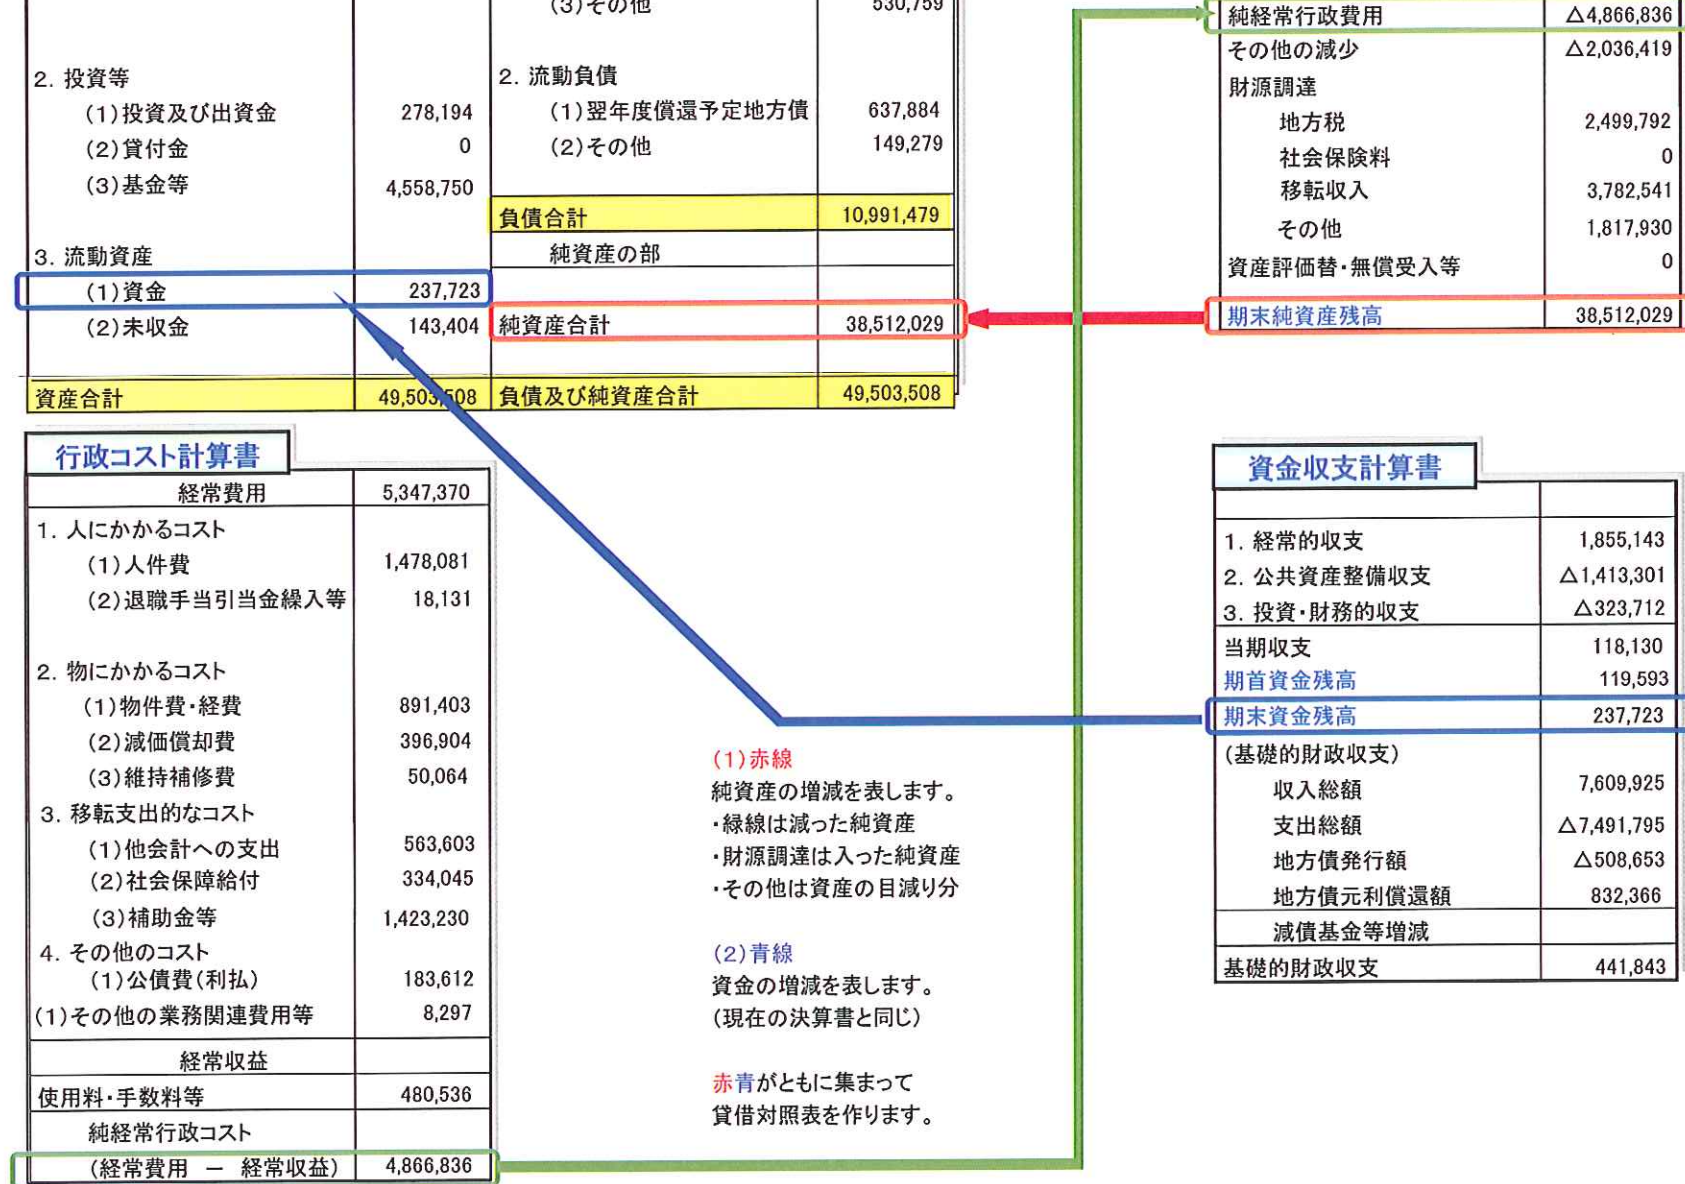 (3)その他 530,759
2. 投資等
(1)投資及び出資金 278,194
(2)貸付金 0
(3)基金等 4,558,750
3. 流動資産
(1)資金 237,723
(2)未収金 143,404
資産合計 49,503,508
2. 流動負債
(1)翌年度償還予定地方債 637,884
(2)その他 149,279
負債合計 10,991,479
純資産の部
純資産合計 38,512,029
負債及び純資産合計 49,503,508
純経常行政費用 △4,866,836
その他の減少 △2,036,419
財源調達
地方税 2,499,792
社会保険料 0
移転収入 3,782,541
その他 1,817,930
資産評価替・無償受入等 0
期末純資産残高 38,512,029
行政コスト計算書
経常費用 5,347,370
1. 人にかかるコスト
(1)人件費 1,478,081
(2)退職手当引当金繰入等 18,131
2. 物にかかるコスト
(1)物件費・経費 891,403
(2)減価償却費 396,904
(3)維持補修費 50,064
3. 移転支出的なコスト
(1)他会計への支出 563,603
(2)社会保障給付 334,045
(3)補助金等 1,423,230
4. その他のコスト
(1)公債費(利払) 183,612
(1)その他の業務関連費用等 8,297
経常収益
使用料・手数料等 480,536
純経常行政コスト
(経常費用 ー 経常収益) 4,866,836
(1)赤線
純資産の増減を表します。
・緑線は減った純資産
・財源調達は入った純資産
・その他は資産の目減り分
(2)青線
資金の増減を表します。
(現在の決算書と同じ)
赤青がともに集まって
貸借対照表を作ります。
資金収支計算書
1. 経常的収支 1,855,143
2. 公共資産整備収支 △1,413,301
3. 投資・財務的収支 △323,712
当期収支 118,130
期首資金残高 119,593
期末資金残高 237,723
(基礎的財政収支)
収入総額 7,609,925
支出総額 △7,491,795
地方債発行額 △508,653
地方債元利償還額 832,366
減債基金等増減
基礎的財政収支 441,843